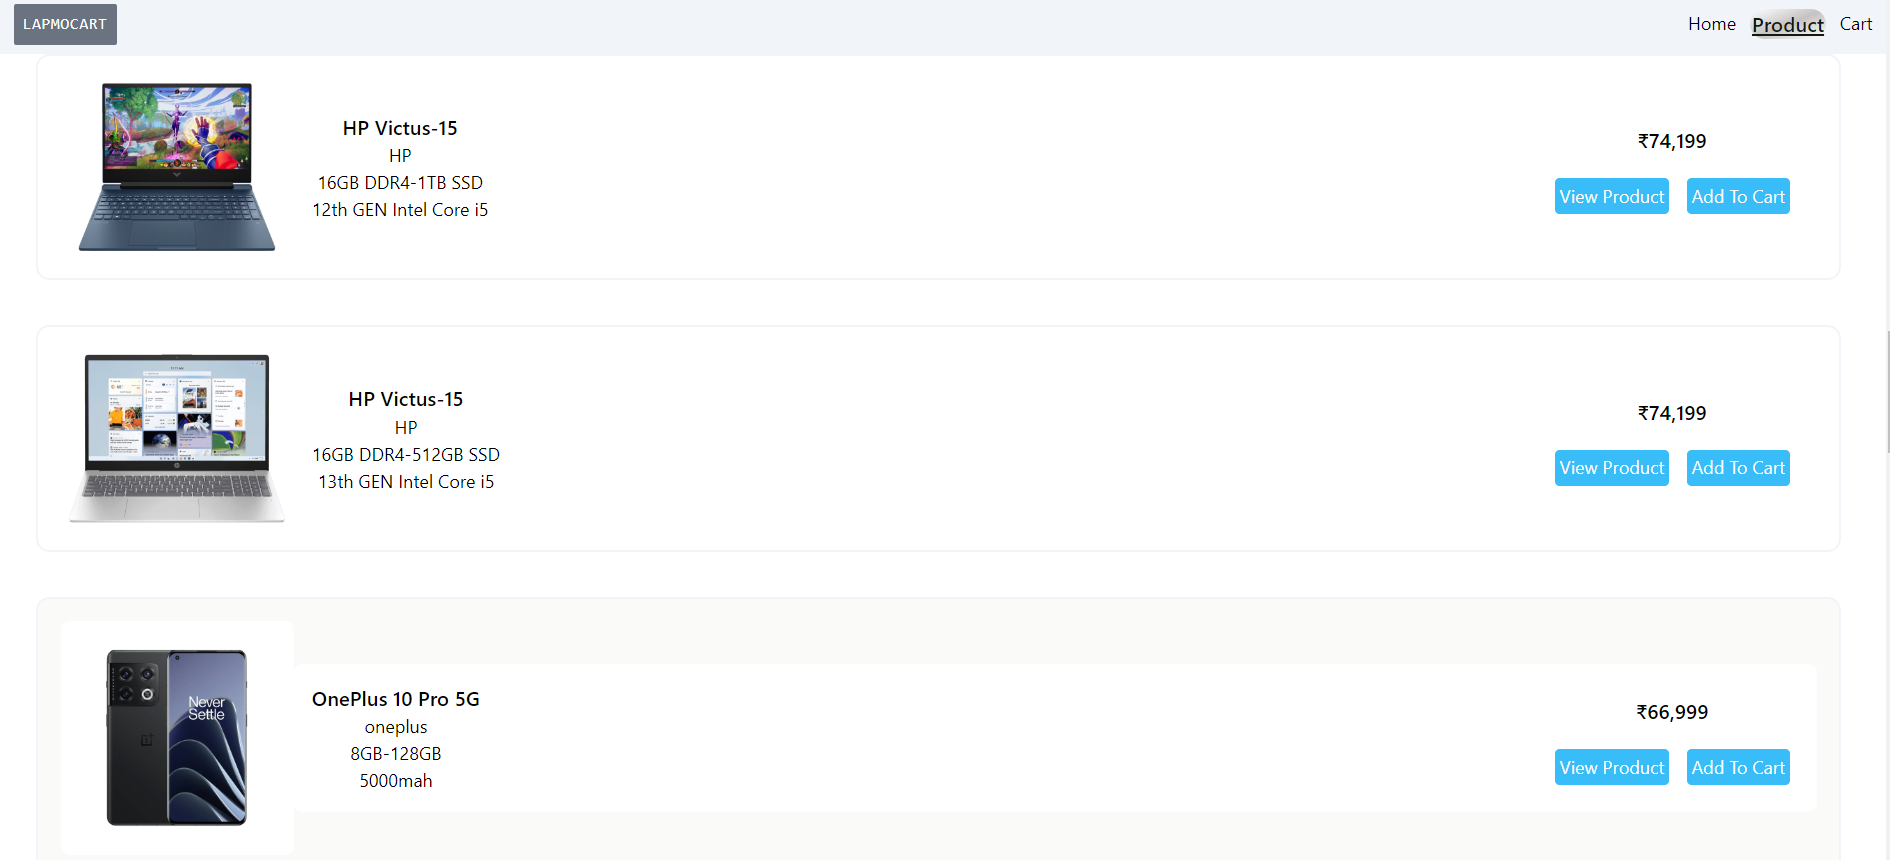 LAPMOCART
Home Product Cart
HP Victus-15
HP
16GB DDR4-1TB SSD
12th GEN Intel Core i5
₹74,199
View Product Add To Cart
HP Victus-15
HP
16GB DDR4-512GB SSD
13th GEN Intel Core i5
₹74,199
View Product Add To Cart
Never
Settle
OnePlus 10 Pro 5G
oneplus
8GB-128GB
5000mah
₹66,999
View Product Add To Cart